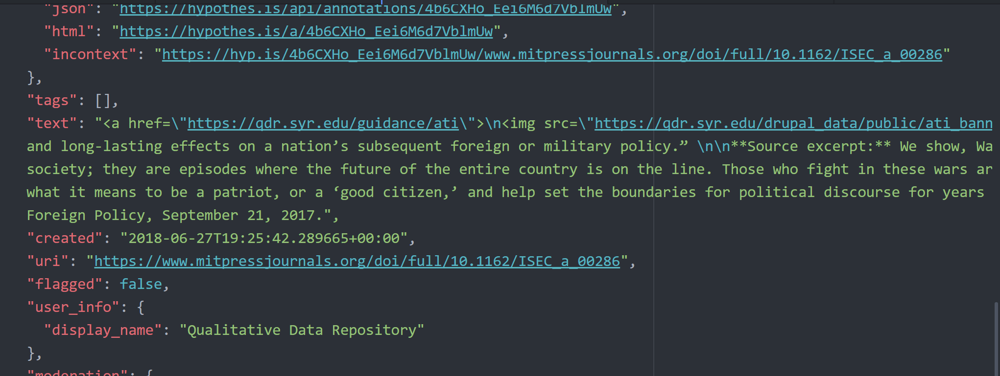 "json": "https://hypothes.is/api/annotations/4b6CXHo_Eei6M6d7VblmUw",
"html": "https://hypothes.is/a/4b6CXHo_Eei6M6d7VblmUw",
"incontext": "https://hyp.is/4b6CXHo_Eei6M6d7VblmUw/www.mitpressjournals.org/doi/full/10.1162/ISEC_a_00286"
},
"tags": [],
"text": "<a href=\"https://qdr.syr.edu/guidance/ati\">\n<img src=\"https://qdr.syr.edu/drupal_data/public/ati_bann
and long-lasting effects on a nation’s subsequent foreign or military policy.” \n\n**Source excerpt:** We show, Wa
society; they are episodes where the future of the entire country is on the line. Those who fight in these wars ar
what it means to be a patriot, or a ‘good citizen,’ and help set the boundaries for political discourse for years
Foreign Policy, September 21, 2017.",
"created": "2018-06-27T19:25:42.289665+00:00",
"uri": "https://www.mitpressjournals.org/doi/full/10.1162/ISEC_a_00286",
"flagged": false,
"user_info": {
"display_name": "Qualitative Data Repository"
},
"moderation": {